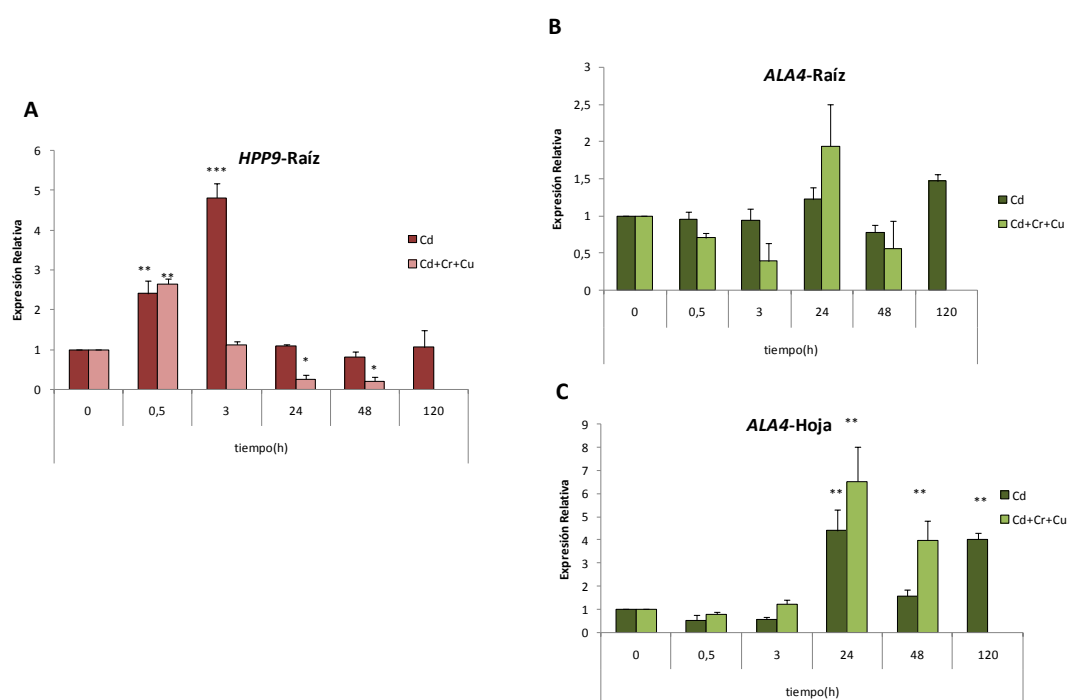 A
HPP9-Raíz
Expresión Relativa
6
5
4
3
2
1
0
**
**
***
*
*
0
0,5
3
24
48
120
tiempo(h)
Cd
Cd+Cr+Cu
B
ALA4-Raíz
Expresión Relativa
3
2,5
2
1,5
1
0,5
0
0
0,5
3
24
48
120
tiempo(h)
Cd
Cd+Cr+Cu
C
ALA4-Hoja
Expresión Relativa
9
8
7
6
5
4
3
2
1
0
**
**
**
**
0
0,5
3
24
48
120
tiempo(h)
Cd
Cd+Cr+Cu